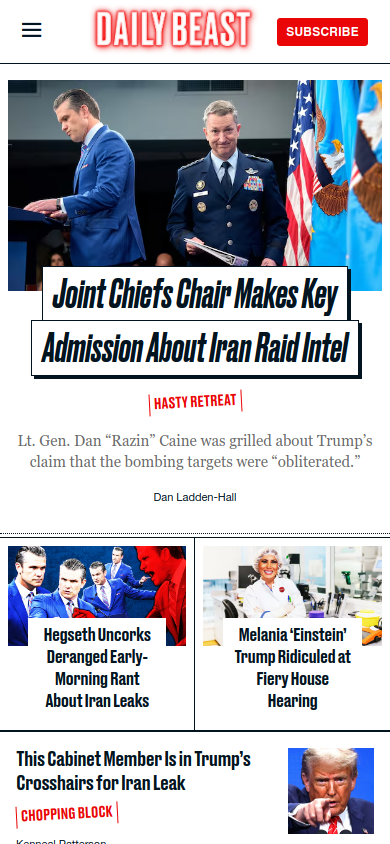 DAILY BEAST
SUBSCRIBE
Joint Chiefs Chair Makes Key
Admission About Iran Raid Intel
HASTY RETREAT
Lt. Gen. Dan “Razin” Caine was grilled about Trump’s
claim that the bombing targets were “obliterated.”
Dan Ladden-Hall
Hegseth Uncorks
Deranged Early-
Morning Rant
About Iran Leaks
Melania ‘Einstein’
Trump Ridiculed at
Fiery House
Hearing
This Cabinet Member Is in Trump’s
Crosshairs for Iran Leak
CHOPPING BLOCK